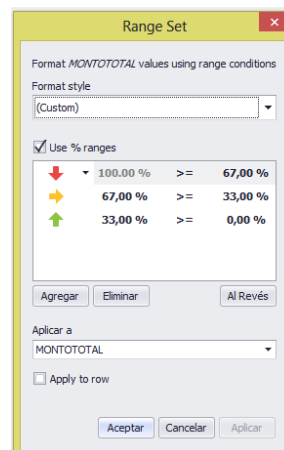 Range Set
Format MONTOTOTAL values using range conditions
Format style
(Custom)
Use % ranges
100.00 % >= 67,00 %
67,00 % >= 33,00 %
33,00 % >= 0,00 %
Agregar Eliminar Al Revés
Aplicar a
MONTOTOTAL
Apply to row
Aceptar Cancelar Aplicar